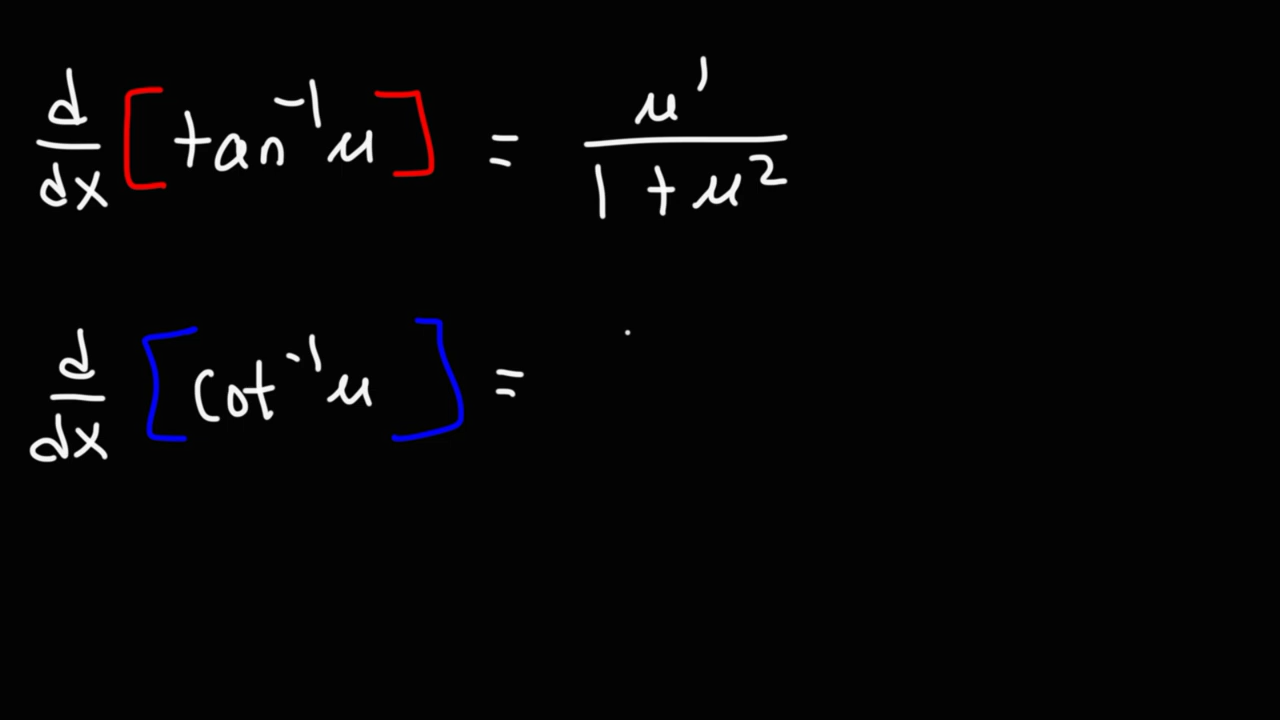 d/dx [tan⁻¹u] = u'/(1+u²)
d/dx [cot⁻¹u] =